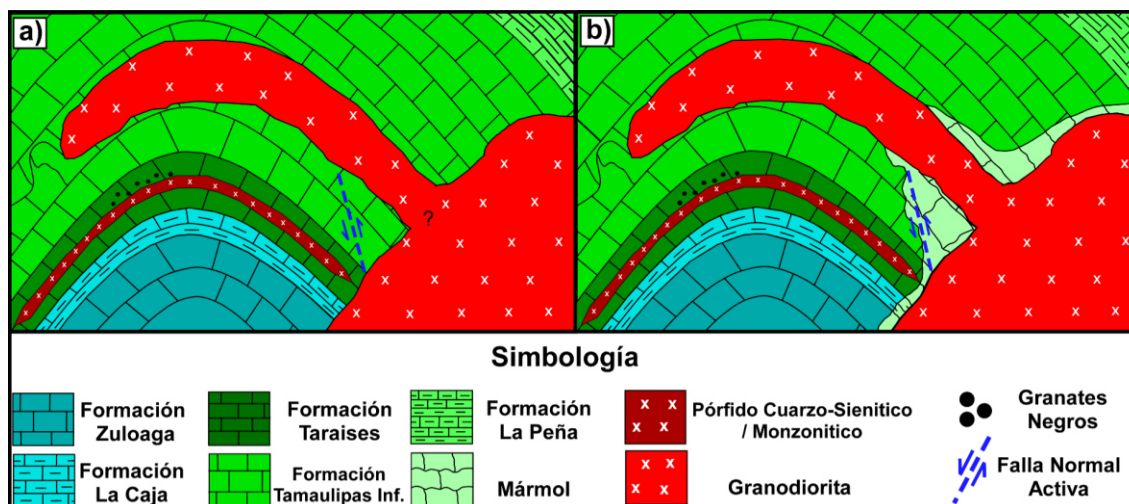 a)
b)
?
Simbología
Formación
Zuloaga
Formación
Taraises
Formación
La Peña
Pórfido Cuarzo-Sienitico
/ Monzonitico
Granates
Negros
Formación
La Caja
Formación
Tamaulipas Inf.
Mármol
Granodiorita
Falla Normal
Activa